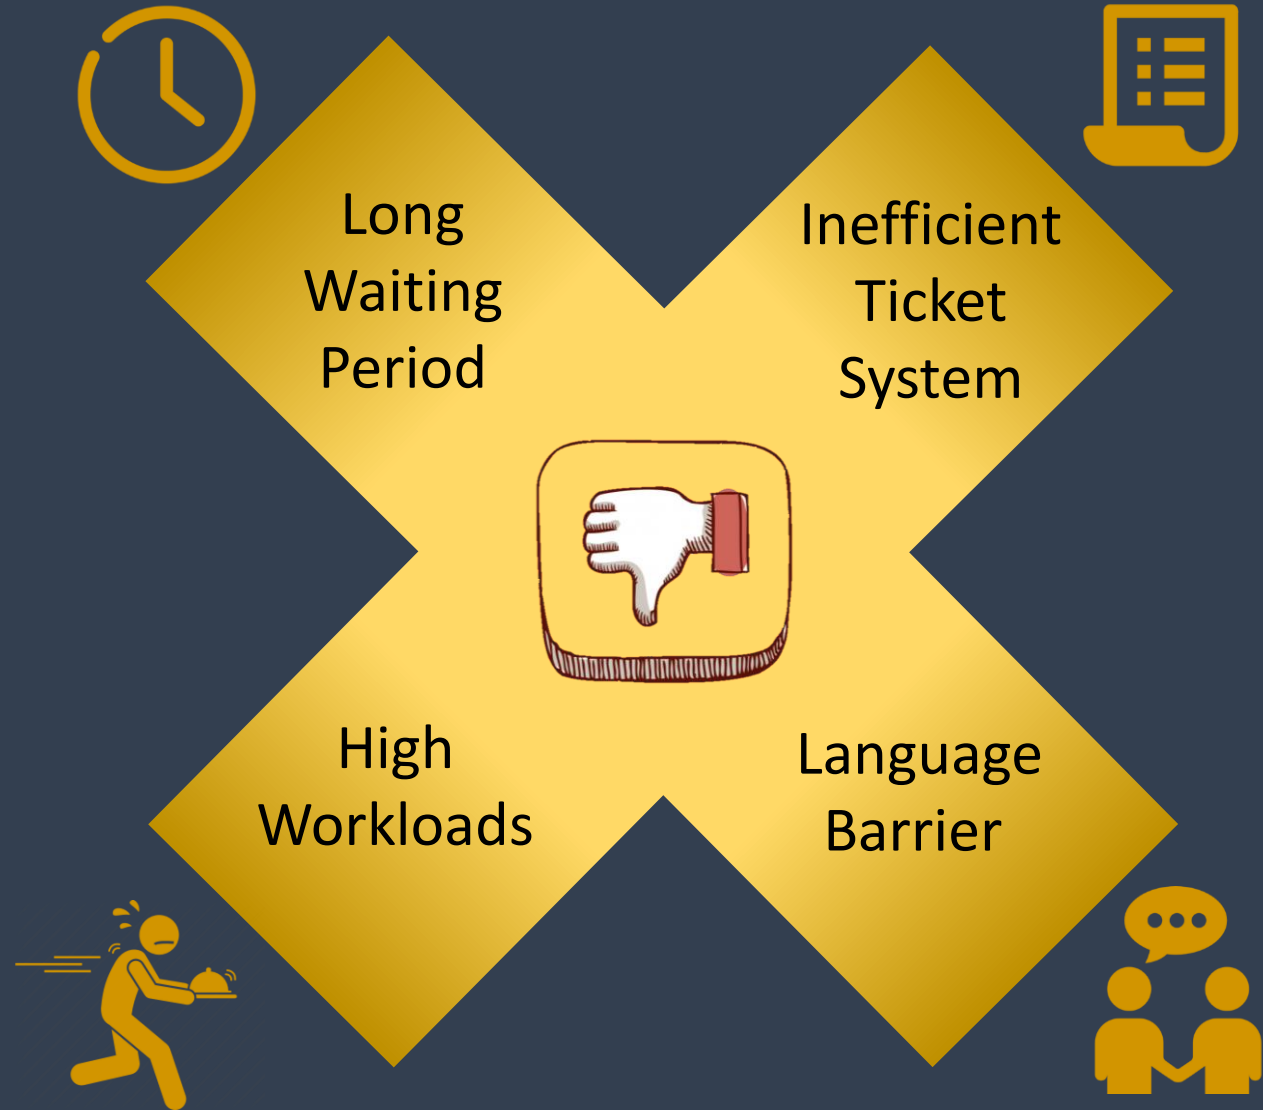 Long
Waiting
Period
Inefficient
Ticket
System
High
Workloads
Language
Barrier